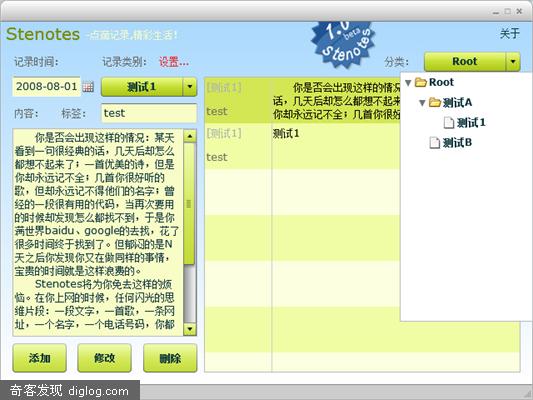 Stenotes -点面记录,精彩生活!
1.0 beta stenotes
关于
记录时间: 记录类别: 设置... 分类: Root
2008-08-01 测试1
内容: 标签: test
你是否会出现这样的情况：某天
看到一句很经典的话，几天后却怎么
都想不起来了；一首优美的诗，但是
你却永远记不全；几首你很好听的
歌，但却永远记不得他们的名字；曾
经的一段很有用的代码，当再次要用
的时候却发现怎么都找不到，于是你
满世界baidu、google的去找，花了
很多时间终于找到了。但郁闷的是N
天之后你发现你又在做同样的事情，
宝贵的时间就是这样浪费的。
Stenotes将为你免去这样的烦
恼。在你上网的时候，任何闪光的思
维片段：一段文字，一首歌，一条网
址，一个名字，一个电话号码，你都
[测试1] 你是否会出现这样的情
话，几天后却怎么都想不起来
test 你却永远记不全；几首你很好
[测试1] 测试1
test
Root
测试A
测试1
测试B
添加 修改 删除
奇客发现 diglog.com